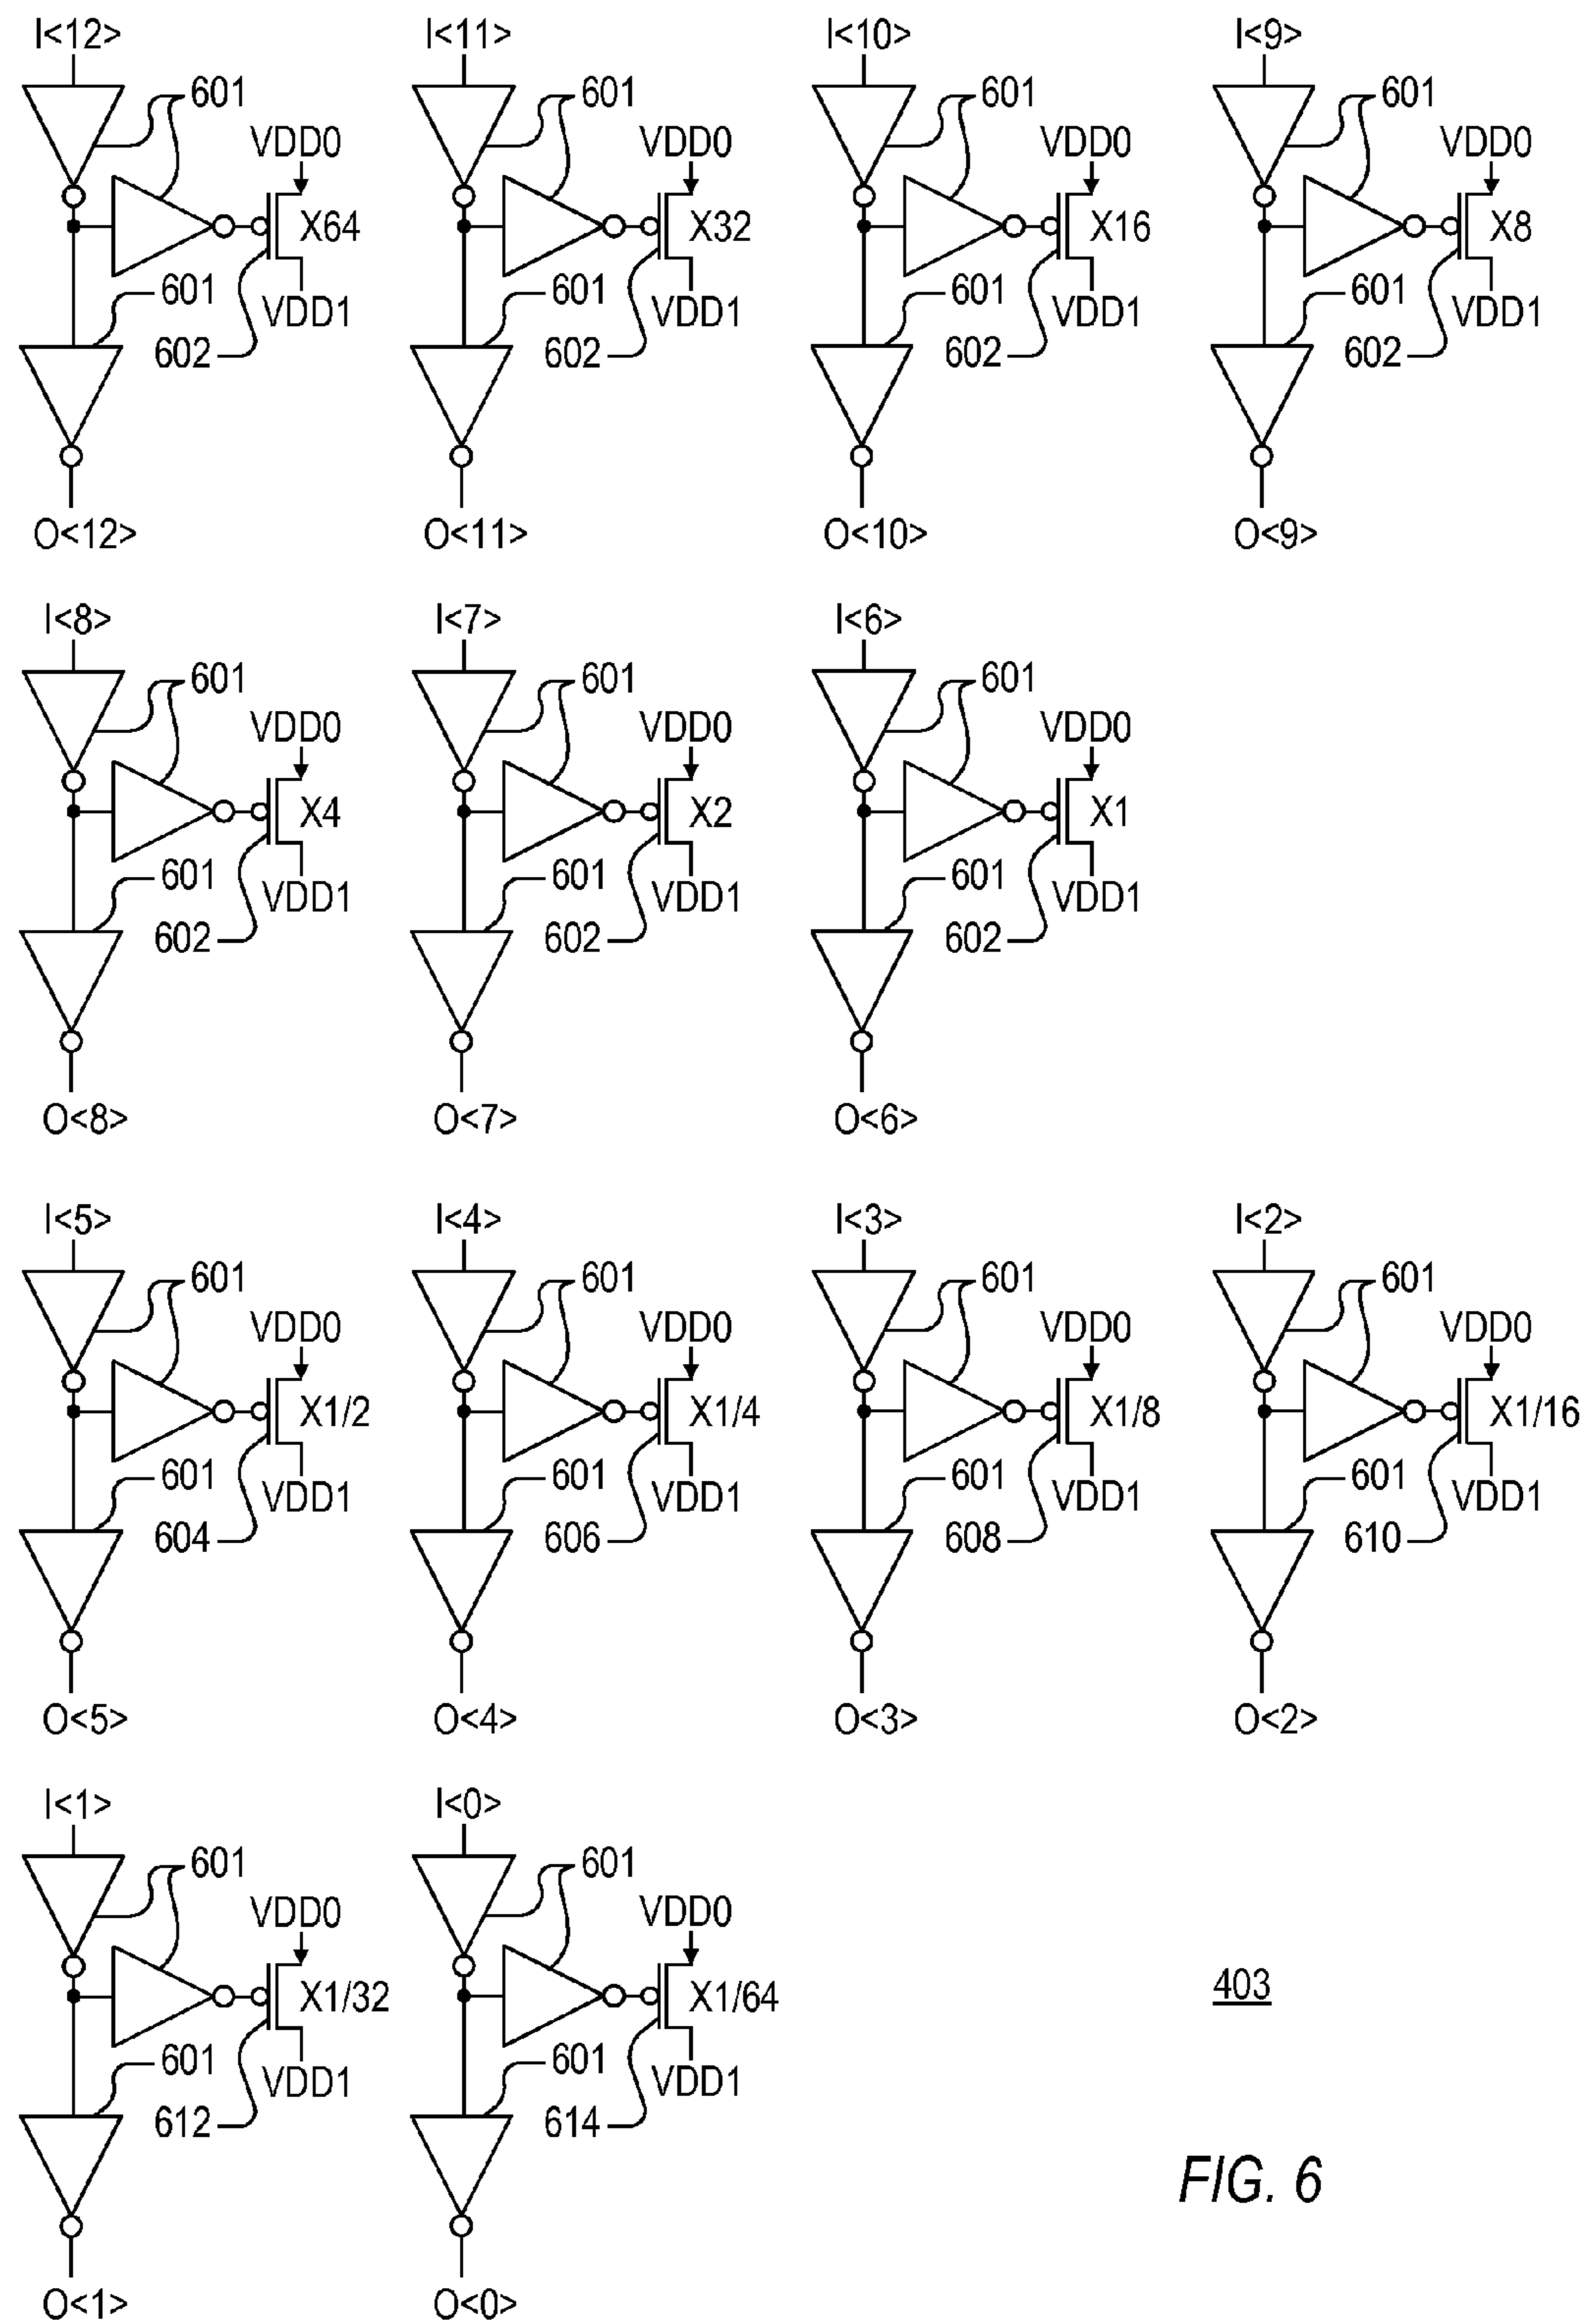 I<12> I<11> I<10> I<9>
601 601 601 601
VDD0 VDD0 VDD0 VDD0
X64 X32 X16 X8
601 601 601 601
VDD1 VDD1 VDD1 VDD1
602 602 602 602
O<12> O<11> O<10> O<9>
I<8> I<7> I<6>
601 601 601
VDD0 VDD0 VDD0
X4 X2 X1
601 601 601
VDD1 VDD1 VDD1
602 602 602
O<8> O<7> O<6>
I<5> I<4> I<3> I<2>
601 601 601 601
VDD0 VDD0 VDD0 VDD0
X1/2 X1/4 X1/8 X1/16
601 601 601 601
VDD1 VDD1 VDD1 VDD1
604 606 608 610
O<5> O<4> O<3> O<2>
I<1> I<0>
601 601
VDD0 VDD0
X1/32 X1/64 403
601 601
VDD1 VDD1
612 614
FIG. 6
O<1> O<0>